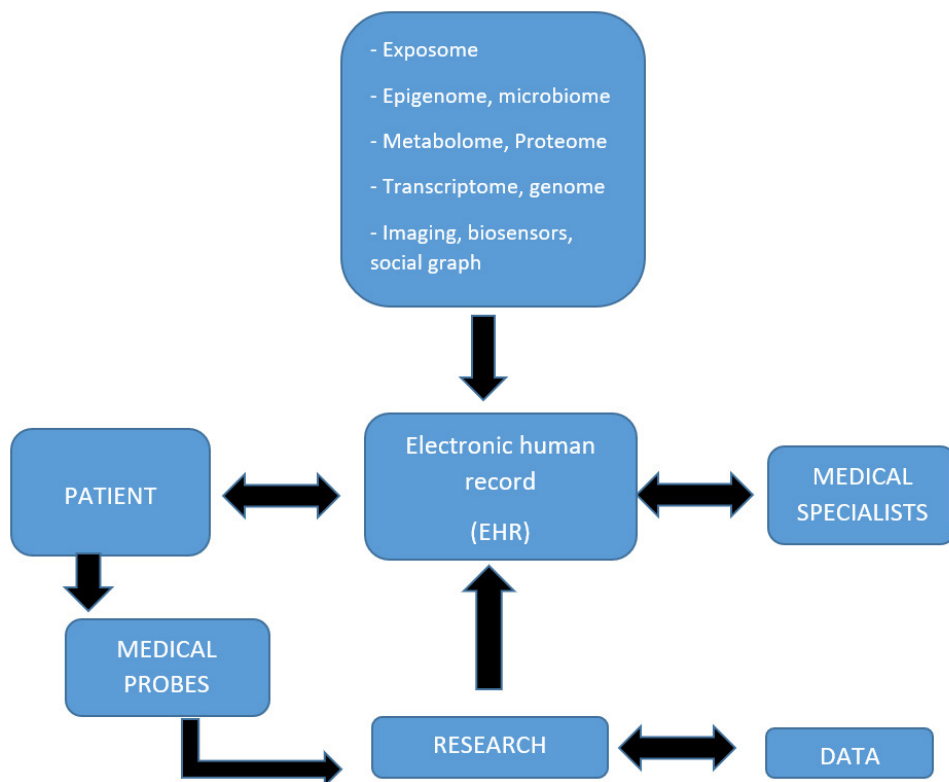 - Exposome
- Epigenome, microbiome
- Metabolome, Proteome
- Transcriptome, genome
- Imaging, biosensors,
social graph
Electronic human
record
(EHR)
PATIENT
MEDICAL
SPECIALISTS
MEDICAL
PROBES
RESEARCH
DATA